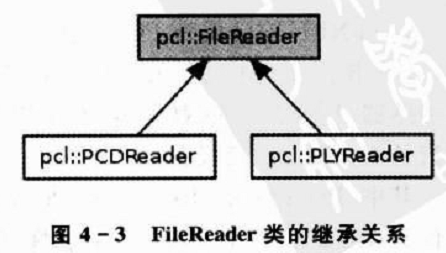 pcl::FileReader
pcl::PCDReader
pcl::PLYReader
图 4-3 FileReader 类的继承关系